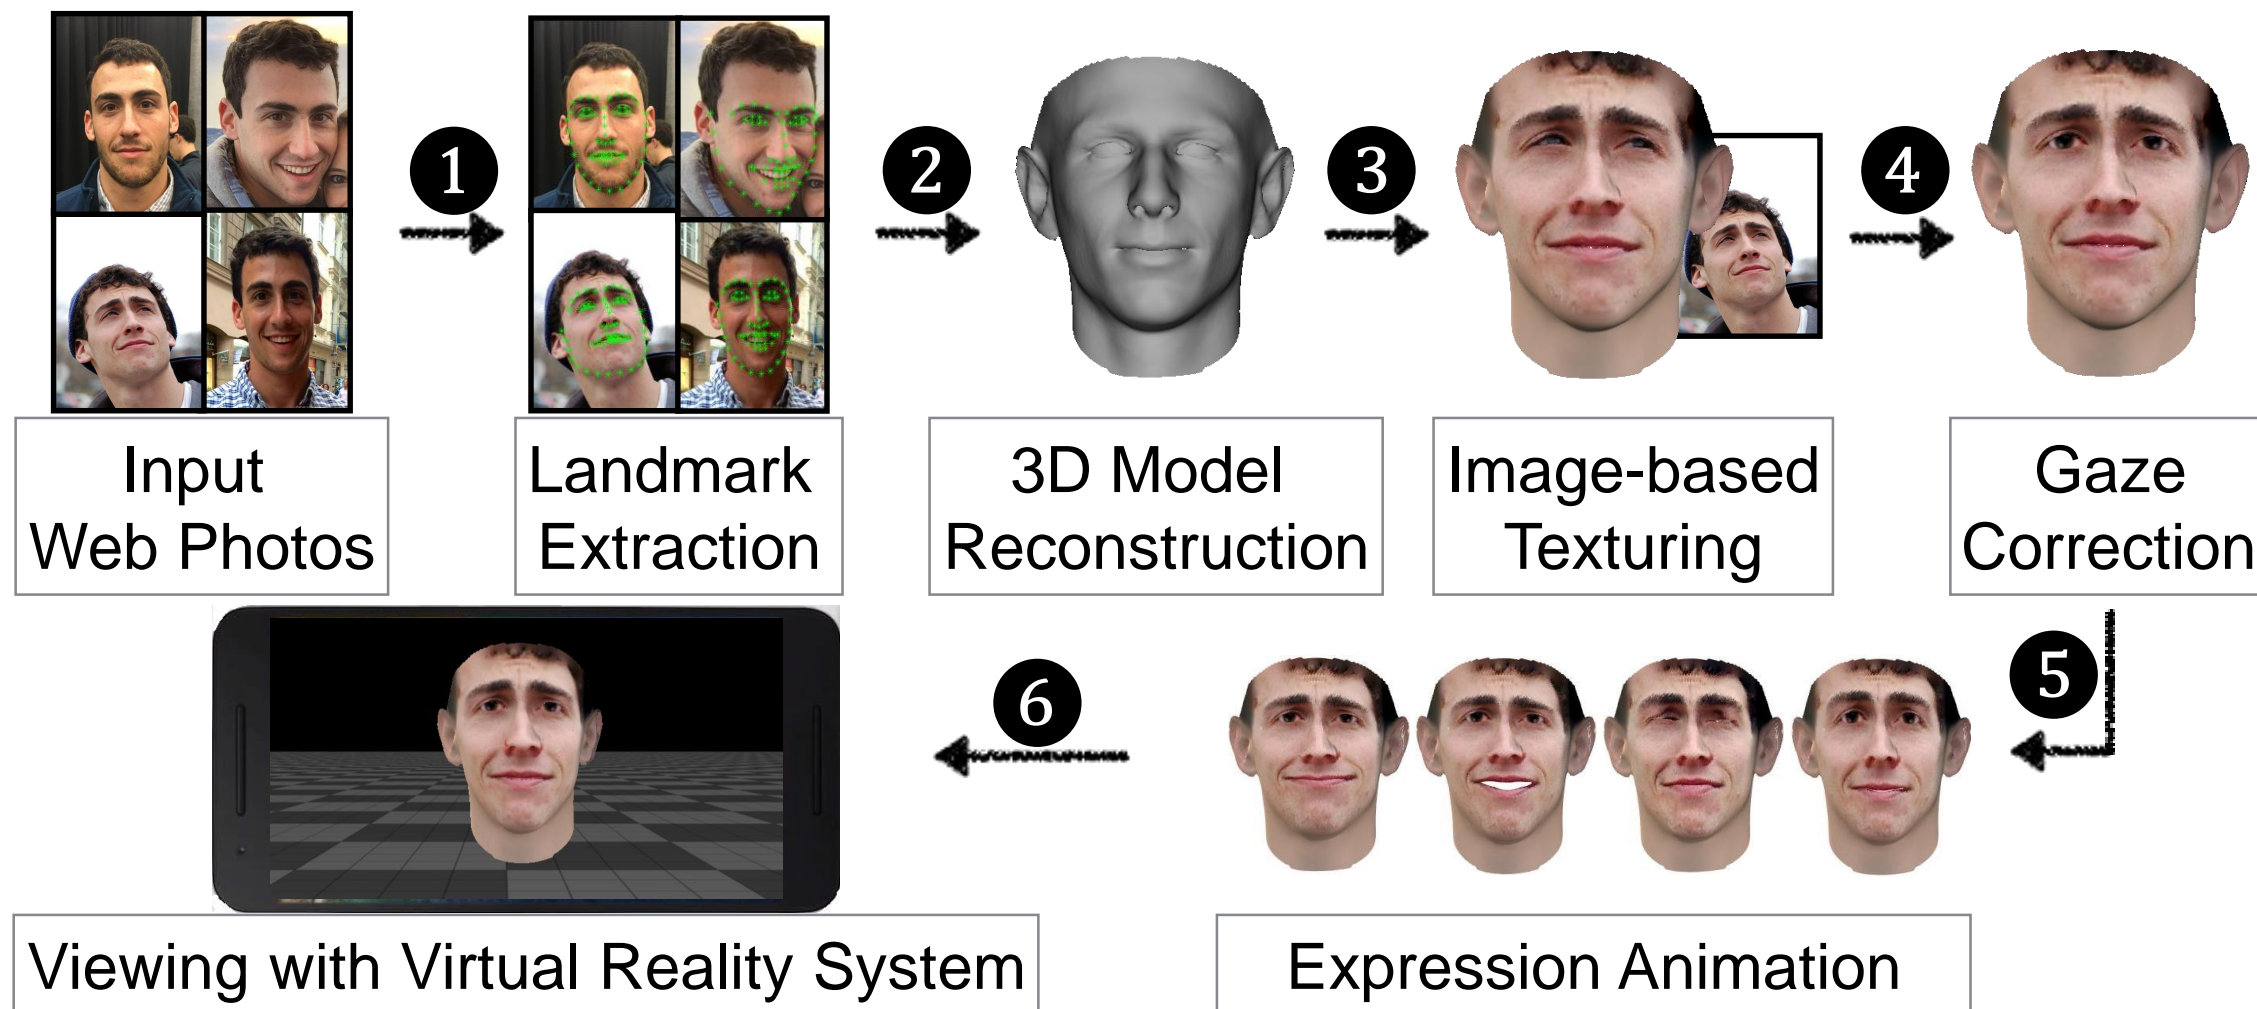 1
2
3
4
Input
Web Photos
Landmark
Extraction
3D Model
Reconstruction
Image-based
Texturing
Gaze
Correction
5
6
Viewing with Virtual Reality System
Expression Animation